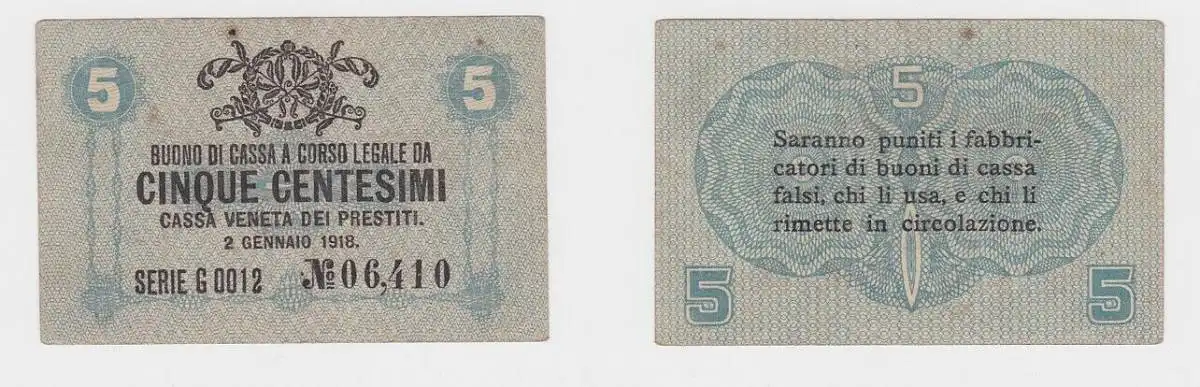 5 5
BUONO DI CASSA A CORSO LEGALE DA
CINQUE CENTESIMI
CASSA VENETA DEI PRESTITI.
2 GENNAIO 1918.
SERIE G 0012 № 06,410
5
Saranno puniti i fabbri-
catori di buoni di cassa
falsi, chi li usa, e chi li
rimette in circolazione.
5 5